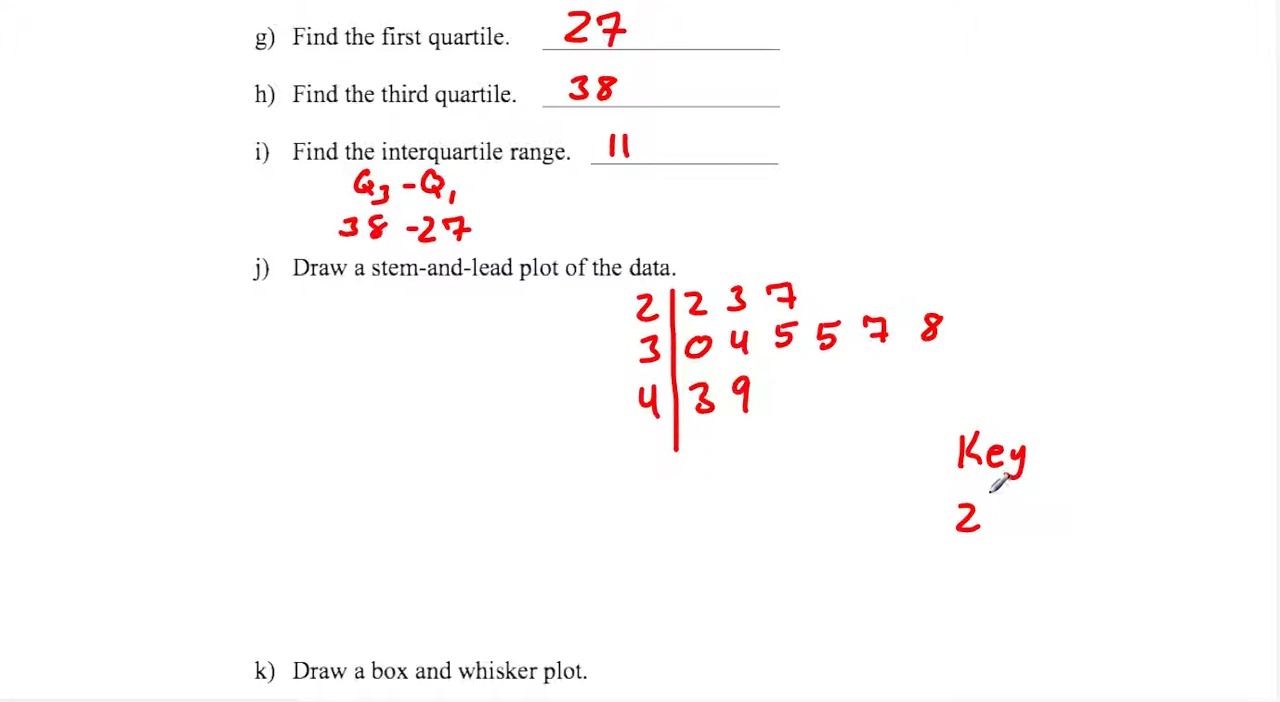 g) Find the first quartile. 27
h) Find the third quartile. 38
i) Find the interquartile range. 11
Q3 - Q1
38 - 27
j) Draw a stem-and-lead plot of the data.
2 | 2 3 7
3 | 0 4 5 5 7 8
4 | 3 9
Key
2
k) Draw a box and whisker plot.